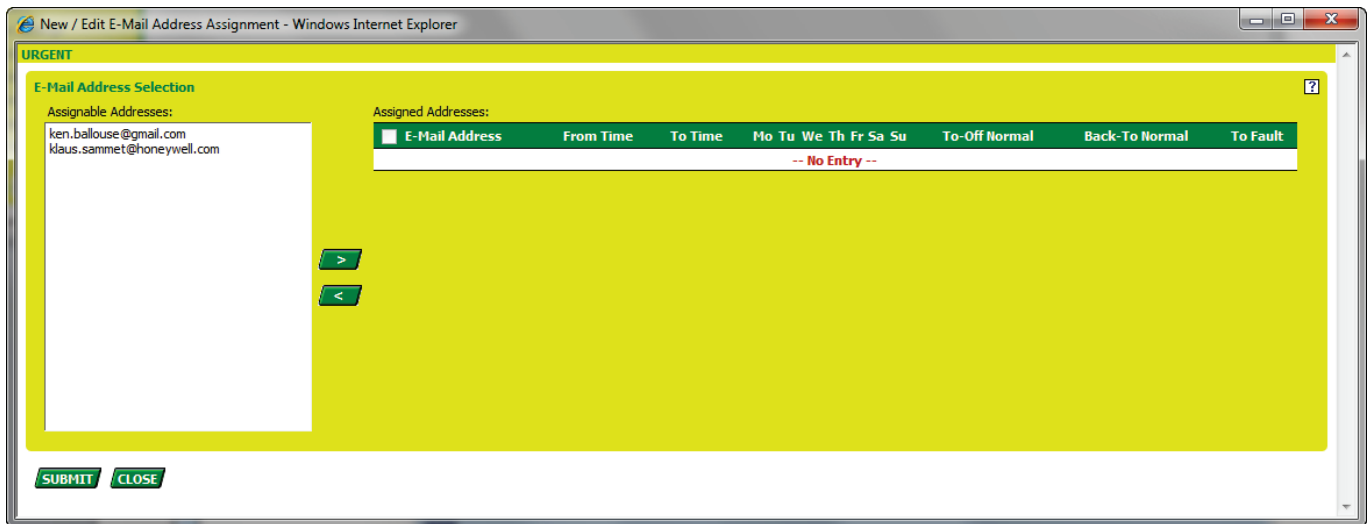 New / Edit E-Mail Address Assignment - Windows Internet Explorer
URGENT
E-Mail Address Selection
?
Assignable Addresses:
Assigned Addresses:
ken.ballouse@gmail.com
klaus.sammet@honeywell.com
E-Mail Address From Time To Time Mo Tu We Th Fr Sa Su To-Off Normal Back-To Normal To Fault
-- No Entry --
>
<
SUBMIT CLOSE